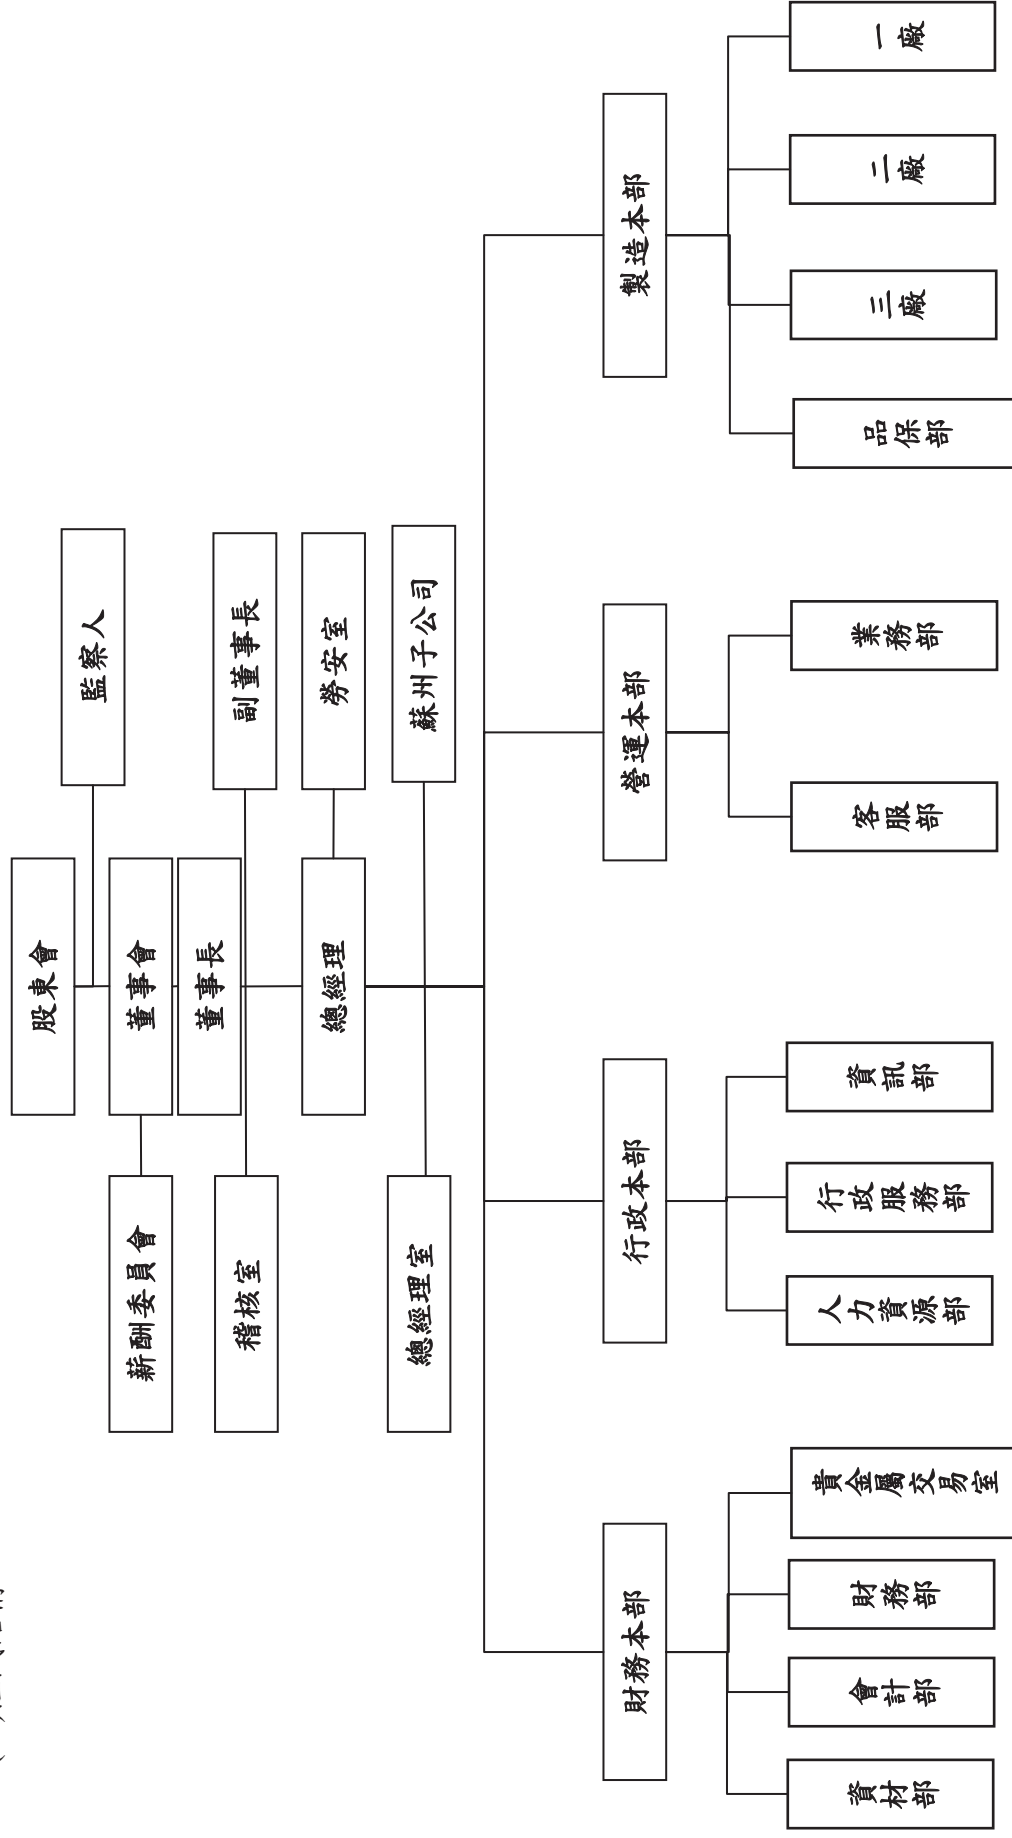 股東會
監察人
董事會
薪酬委員會
董事長
副董事長
稽核室
總經理
勞安室
蘇州子公司
總經理室
財務本部
行政本部
營運本部
製造本部
資材部
會計部
財務部
貴金屬交易室
人力資源部
行政服務部
資訊部
客服部
業務部
品保部
三廠
二廠
一廠